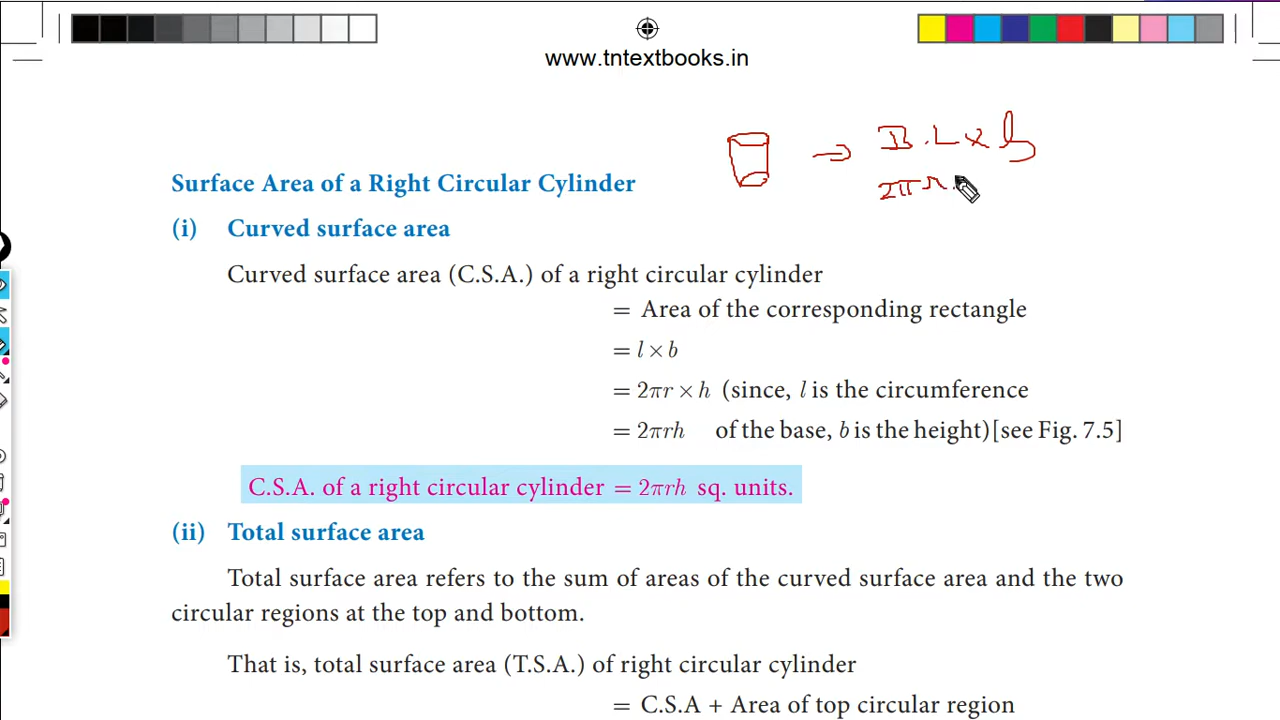 www.tntextbooks.in
B.L x h
2πr.
Surface Area of a Right Circular Cylinder
(i) Curved surface area
Curved surface area (C.S.A.) of a right circular cylinder
= Area of the corresponding rectangle
= l × b
= 2πr × h (since, l is the circumference
= 2πrh of the base, b is the height)[see Fig. 7.5]
C.S.A. of a right circular cylinder = 2πrh sq. units.
(ii) Total surface area
Total surface area refers to the sum of areas of the curved surface area and the two
circular regions at the top and bottom.
That is, total surface area (T.S.A.) of right circular cylinder
= C.S.A + Area of top circular region